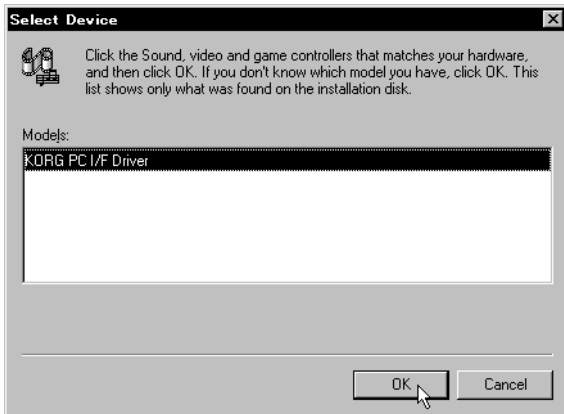 Select Device
Click the Sound, video and game controllers that matches your hardware,
and then click OK. If you don't know which model you have, click OK. This
list shows only what was found on the installation disk.
Models:
KORG PC I/F Driver
OK
Cancel